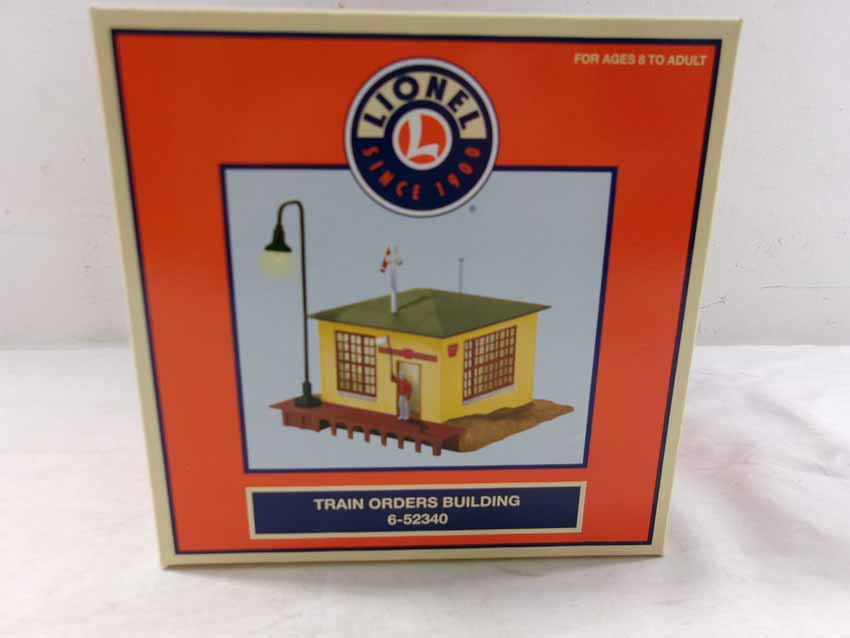 FOR AGES 8 TO ADULT
LIONEL
L
SINCE 1900
®
TRAIN ORDERS BUILDING
6-52340